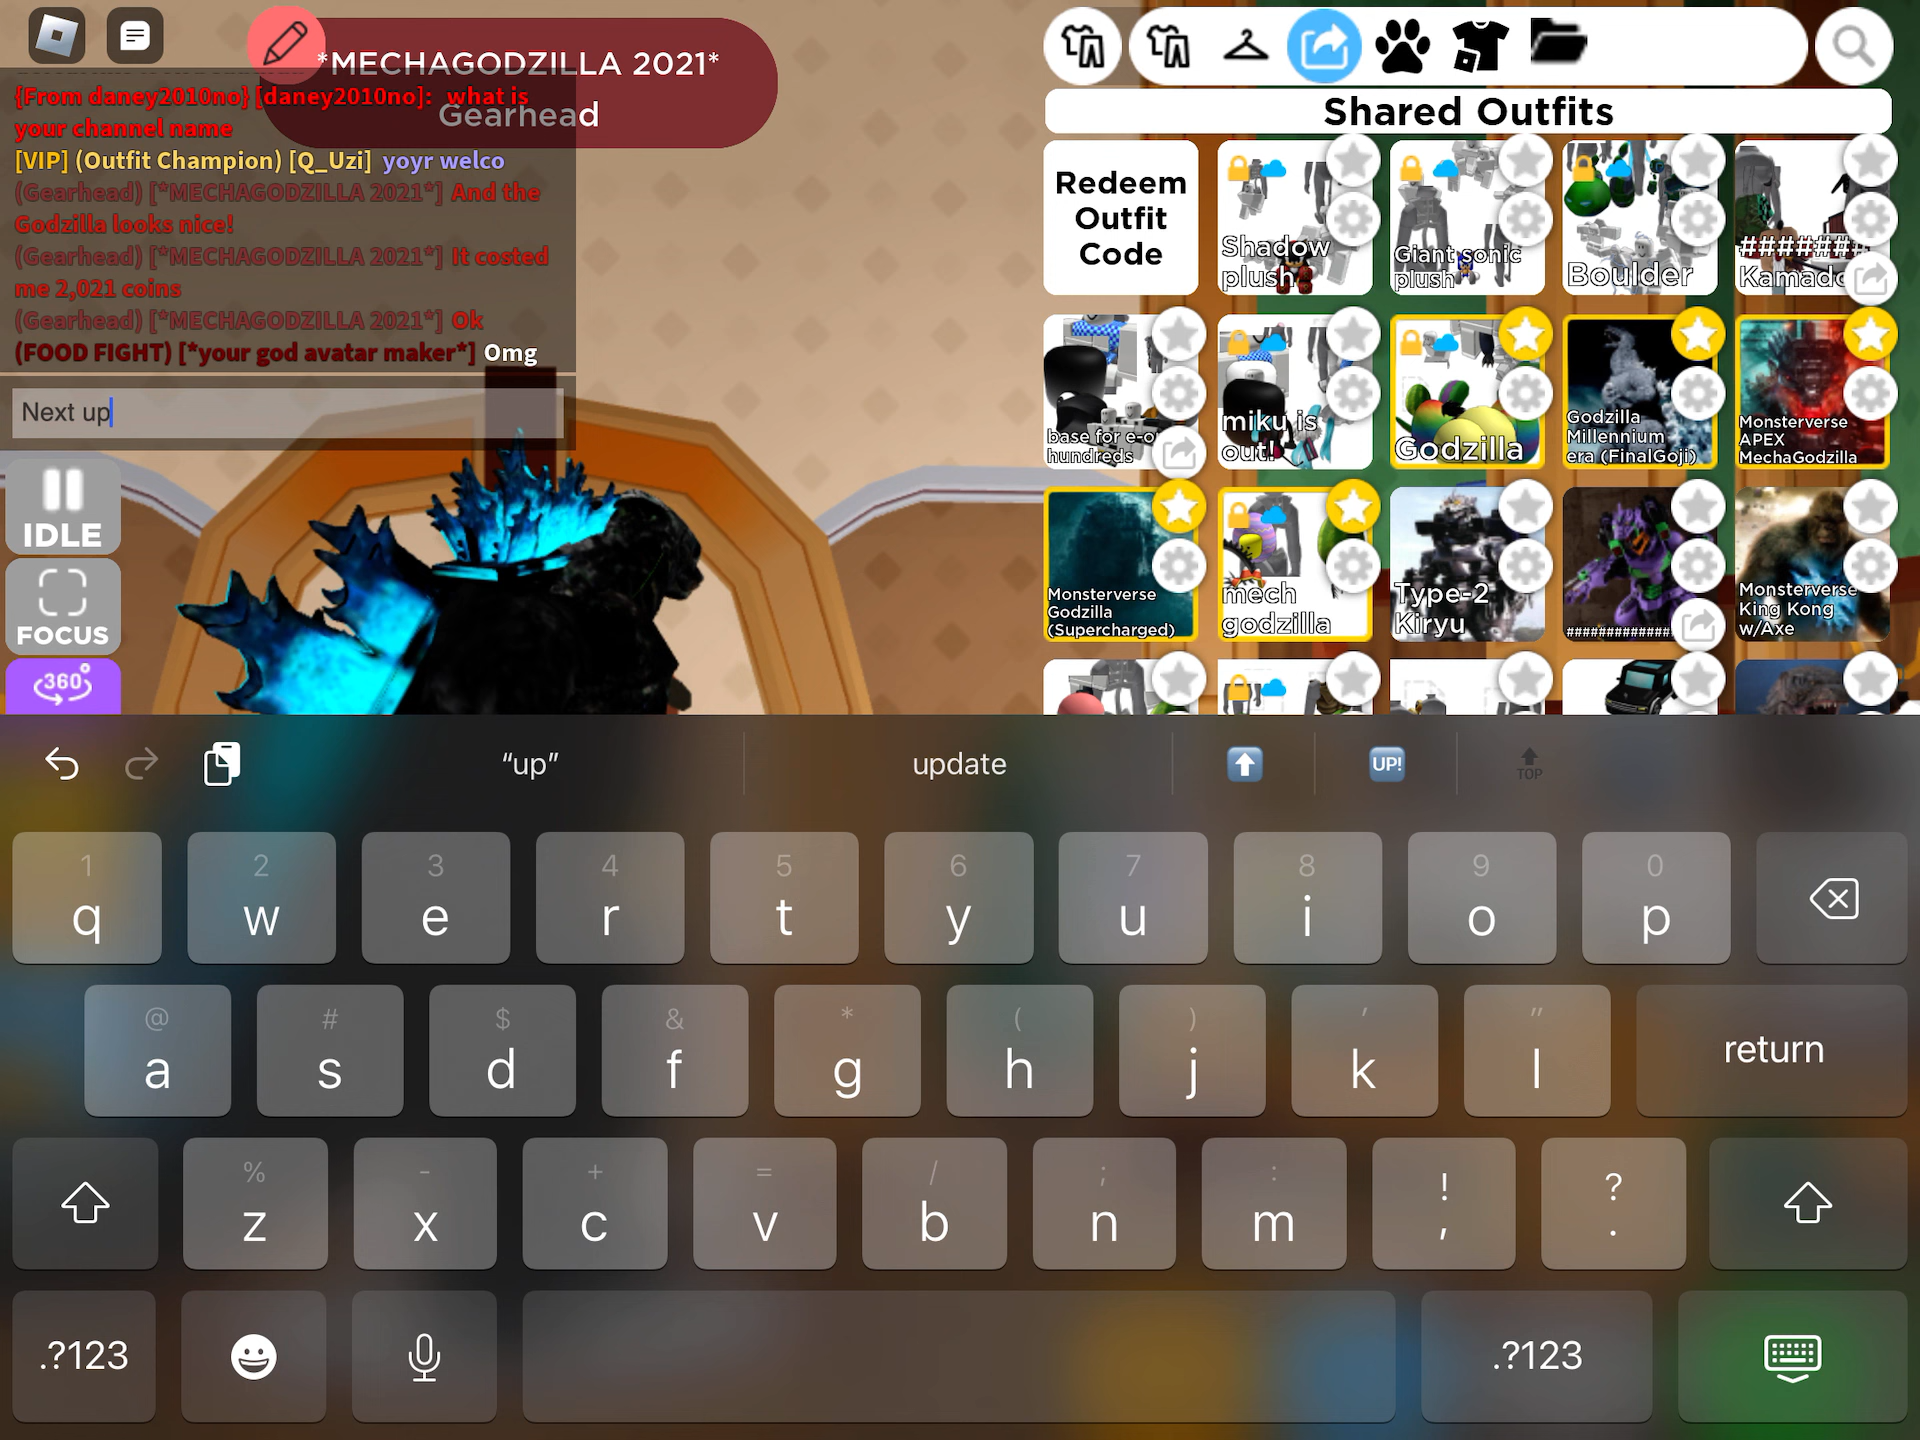 *MECHAGODZILLA 2021*
Gearhead
{From daney2010no} [daney2010no]: what is
your channel name
[VIP] (Outfit Champion) [Q_Uzi] yoyr welco
(Gearhead) [*MECHAGODZILLA 2021*] And the
Godzilla looks nice!
(Gearhead) [*MECHAGODZILLA 2021*] It costed
me 2,021 coins
(Gearhead) [*MECHAGODZILLA 2021*] Ok
(FOOD FIGHT) [*your god avatar maker*] Omg
Next up
IDLE
FOCUS
360°
Shared Outfits
Redeem
Outfit
Code
Shadow
plush
Giant sonic
plush
Boulder
#######
Kamado
base for e-o
hundreds
miku is
out!
Godzilla
Godzilla
Millennium
era (FinalGoji)
Monsterverse
APEX
MechaGodzilla
Monsterverse
Godzilla
(Supercharged)
mech
godzilla
Type-2
Kiryu
#############
Monsterverse
King Kong
w/Axe
“up”
update
UP!
TOP
1 2 3 4 5 6 7 8 9 0
q w e r t y u i o p
@ # $ & * ( ) ' "
a s d f g h j k l return
% - + = / ; : ! ?
z x c v b n m , .
.?123 .?123